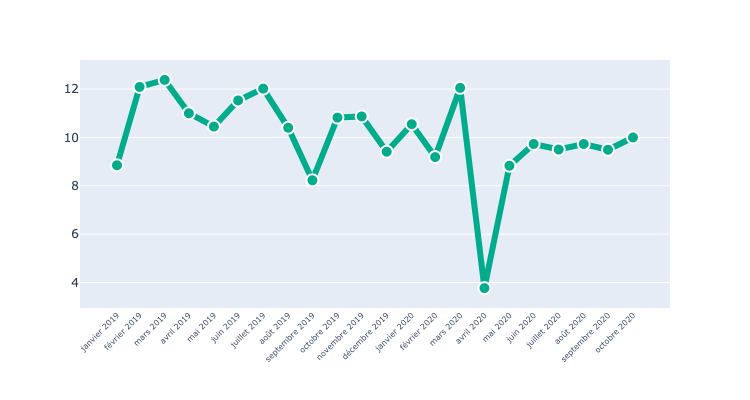 12
10
8
6
4
janvier 2019
février 2019
mars 2019
avril 2019
mai 2019
juin 2019
juillet 2019
août 2019
septembre 2019
octobre 2019
novembre 2019
décembre 2019
janvier 2020
février 2020
mars 2020
avril 2020
mai 2020
juin 2020
juillet 2020
août 2020
septembre 2020
octobre 2020